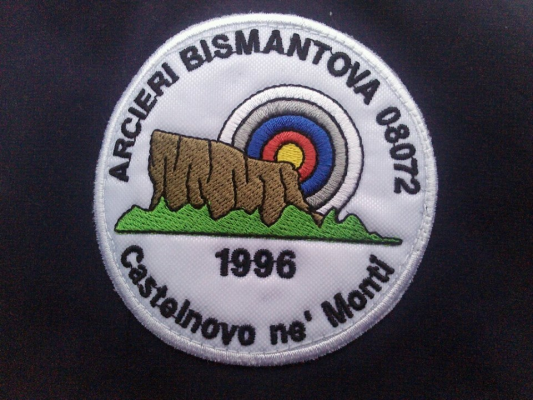 ARCIERI BISMANTOVA 08072
1996
Castelnovo ne' Monti